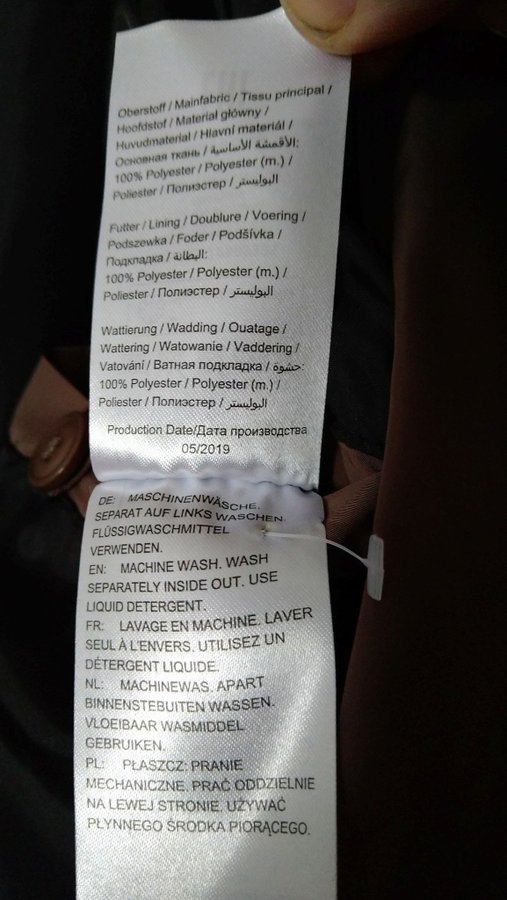 Oberstoff / Mainfabric / Tissu principal /
Hoofdstof / Materiał główny /
Huvudmaterial / Hlavní materiál /
Основная ткань / الأقمشة الأساسية:
100% Polyester / Polyester (m.) /
Poliester / Полиэстер / البوليستر
Futter / Lining / Doublure / Voering /
Podszewka / Foder / Podšívka /
Подкладка / البطانة:
100% Polyester / Polyester (m.) /
Poliester / Полиэстер / البوليستر
Wattierung / Wadding / Ouatage /
Wattering / Watowanie / Vaddering /
Vatování / Ватная подкладка / حشوة:
100% Polyester / Polyester (m.) /
Poliester / Полиэстер / البوليستر
Production Date/Дата производства
05/2019
DE: MASCHINENWÄSCHE.
SEPARAT AUF LINKS WASCHEN.
FLÜSSIGWASCHMITTEL
VERWENDEN.
EN: MACHINE WASH. WASH
SEPARATELY INSIDE OUT. USE
LIQUID DETERGENT.
FR: LAVAGE EN MACHINE. LAVER
SEUL À L'ENVERS. UTILISEZ UN
DÉTERGENT LIQUIDE.
NL: MACHINEWAS. APART
BINNENSTEBUITEN WASSEN.
VLOEIBAAR WASMIDDEL
GEBRUIKEN.
PL: PŁASZCZ: PRANIE
MECHANICZNE. PRAĆ ODDZIELNIE
NA LEWEJ STRONIE. UŻYWAĆ
PŁYNNEGO ŚRODKA PIORĄCEGO.